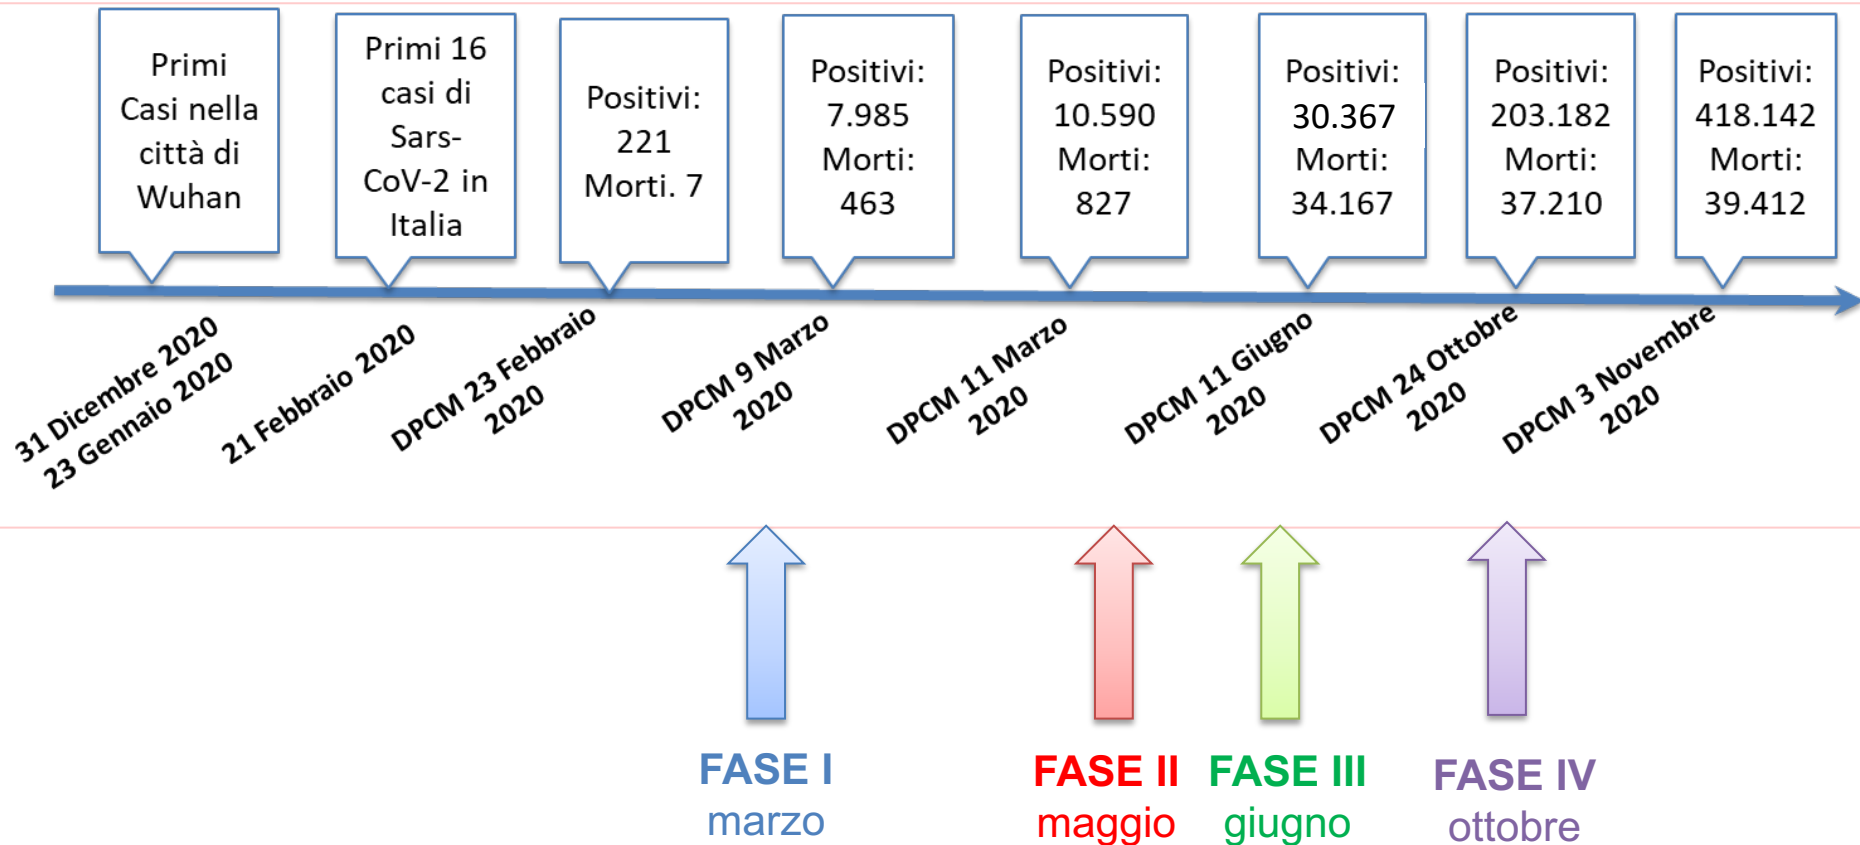 Primi
Casi nella
città di
Wuhan
Primi 16
casi di
Sars-
CoV-2 in
Italia
Positivi:
221
Morti. 7
Positivi:
7.985
Morti:
463
Positivi:
10.590
Morti:
827
Positivi:
30.367
Morti:
34.167
Positivi:
203.182
Morti:
37.210
Positivi:
418.142
Morti:
39.412
31 Dicembre 2020
23 Gennaio 2020
21 Febbraio 2020
DPCM 23 Febbraio
2020
DPCM 9 Marzo
2020
DPCM 11 Marzo
2020
DPCM 11 Giugno
2020
DPCM 24 Ottobre
2020
DPCM 3 Novembre
2020
FASE I
marzo
FASE II
maggio
FASE III
giugno
FASE IV
ottobre